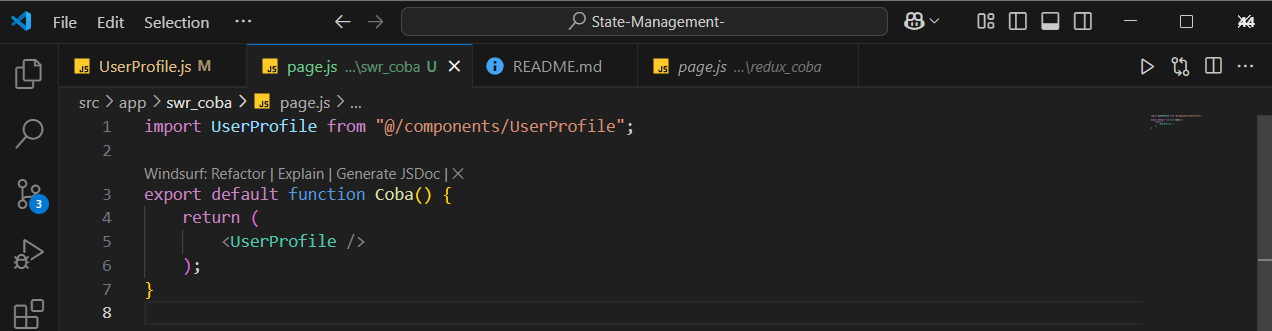 File Edit Selection ··· State-Management-
JS UserProfile.js M JS page.js ...\swr_coba U README.md JS page.js ...\redux_coba
src > app > swr_coba > JS page.js > ...
1 import UserProfile from "@/components/UserProfile";
2
Windsurf: Refactor | Explain | Generate JSDoc | ✕
3 export default function Coba() {
4 return (
3
5 <UserProfile />
6 );
7 }
8